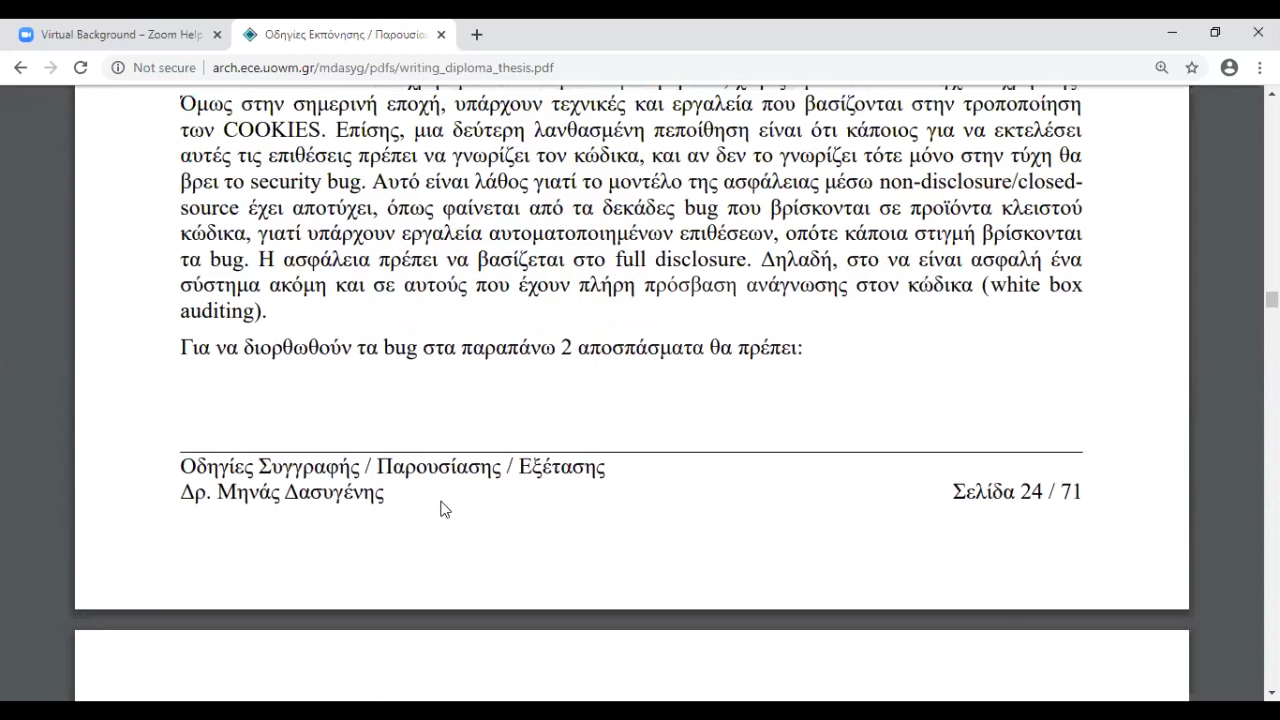 Virtual Background – Zoom Help
Οδηγίες Εκπόνησης / Παρουσία
Not secure
arch.ece.uowm.gr/mdasyg/pdfs/writing_diploma_thesis.pdf
Όμως στην σημερινή εποχή, υπάρχουν τεχνικές και εργαλεία που βασίζονται στην τροποποίηση
των COOKIES. Επίσης, μια δεύτερη λανθασμένη πεποίθηση είναι ότι κάποιος για να εκτελέσει
αυτές τις επιθέσεις πρέπει να γνωρίζει τον κώδικα, και αν δεν το γνωρίζει τότε μόνο στην τύχη θα
βρει το security bug. Αυτό είναι λάθος γιατί το μοντέλο της ασφάλειας μέσω non-disclosure/closed-
source έχει αποτύχει, όπως φαίνεται από τα δεκάδες bug που βρίσκονται σε προϊόντα κλειστού
κώδικα, γιατί υπάρχουν εργαλεία αυτοματοποιημένων επιθέσεων, οπότε κάποια στιγμή βρίσκονται
τα bug. Η ασφάλεια πρέπει να βασίζεται στο full disclosure. Δηλαδή, στο να είναι ασφαλή ένα
σύστημα ακόμη και σε αυτούς που έχουν πλήρη πρόσβαση ανάγνωσης στον κώδικα (white box
auditing).
Για να διορθωθούν τα bug στα παραπάνω 2 αποσπάσματα θα πρέπει:
Οδηγίες Συγγραφής / Παρουσίασης / Εξέτασης
Δρ. Μηνάς Δασυγένης
Σελίδα 24 / 71